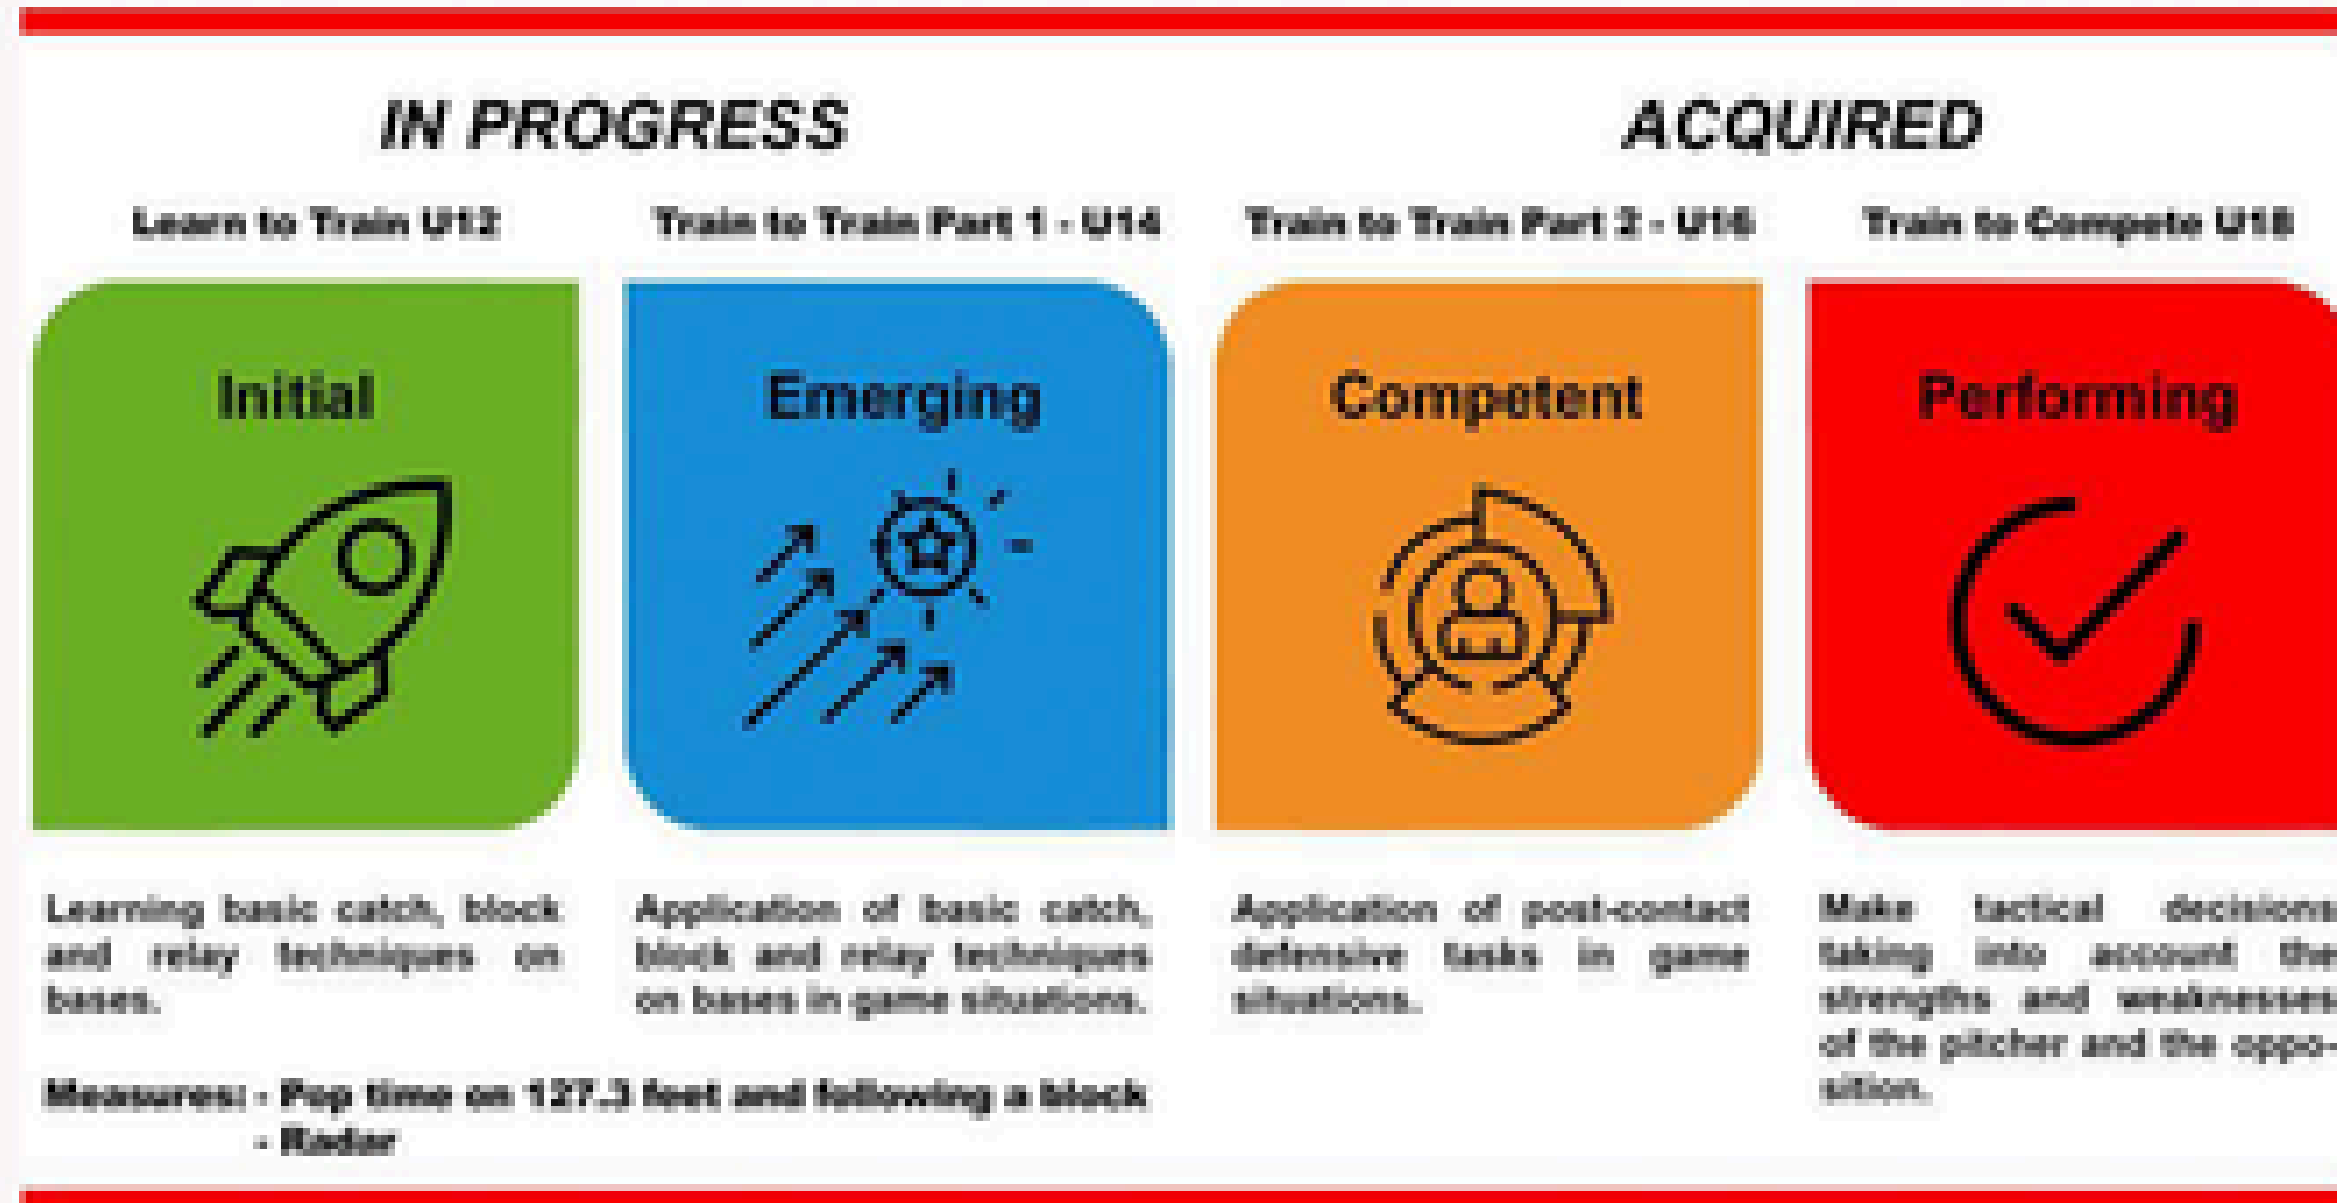 IN PROGRESS
ACQUIRED
Learn to Train U12
Train to Train Part 1 - U14
Train to Train Part 2 - U16
Train to Compete U18
Initial
Emerging
Competent
Performing
Learning basic catch, block
and relay techniques on
bases.
Application of basic catch,
block and relay techniques
on bases in game situations.
Application of post-contact
defensive tasks in game
situations.
Make tactical decisions
taking into account the
strengths and weaknesses
of the pitcher and the oppo-
sition.
Measures: - Pop time on 127.3 feet and following a block
- Radar